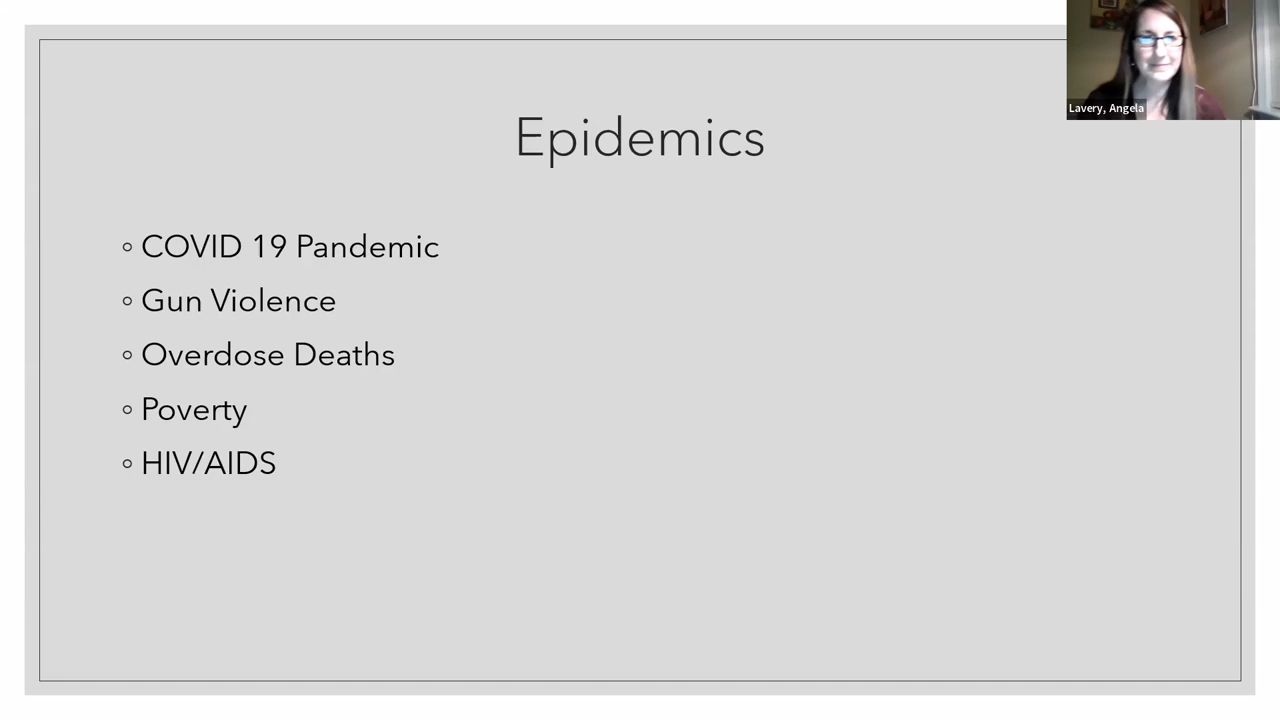 Lavery, Angela
Epidemics
COVID 19 Pandemic
Gun Violence
Overdose Deaths
Poverty
HIV/AIDS